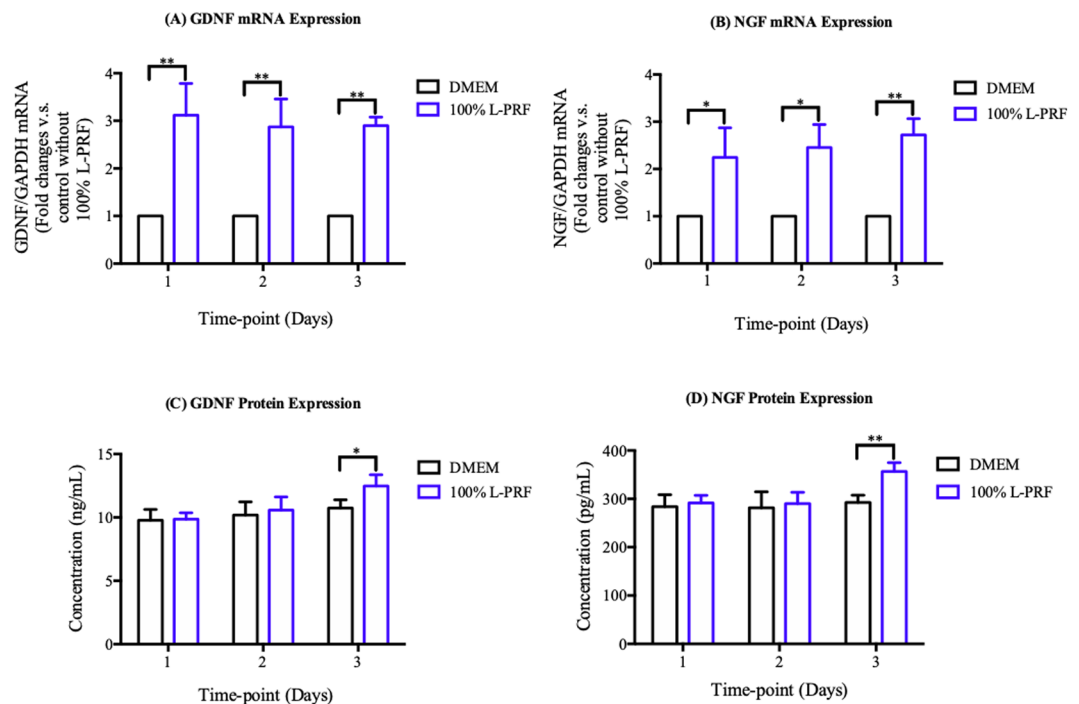 (A) GDNF mRNA Expression
GDNF/GAPDH mRNA
(Fold changes v.s.
control without
100% L-PRF)
4
3
2
1
0
**
**
**
DMEM
100% L-PRF
1
2
3
Time-point (Days)
(B) NGF mRNA Expression
NGF/GAPDH mRNA
(Fold changes v.s.
control without
100% L-PRF)
4
3
2
1
0
*
*
**
DMEM
100% L-PRF
1
2
3
Time-point (Days)
(C) GDNF Protein Expression
Concentration (ng/mL)
15
10
5
0
*
DMEM
100% L-PRF
1
2
3
Time-point (Days)
(D) NGF Protein Expression
Concentration (pg/mL)
400
300
200
100
0
**
DMEM
100% L-PRF
1
2
3
Time-point (Days)